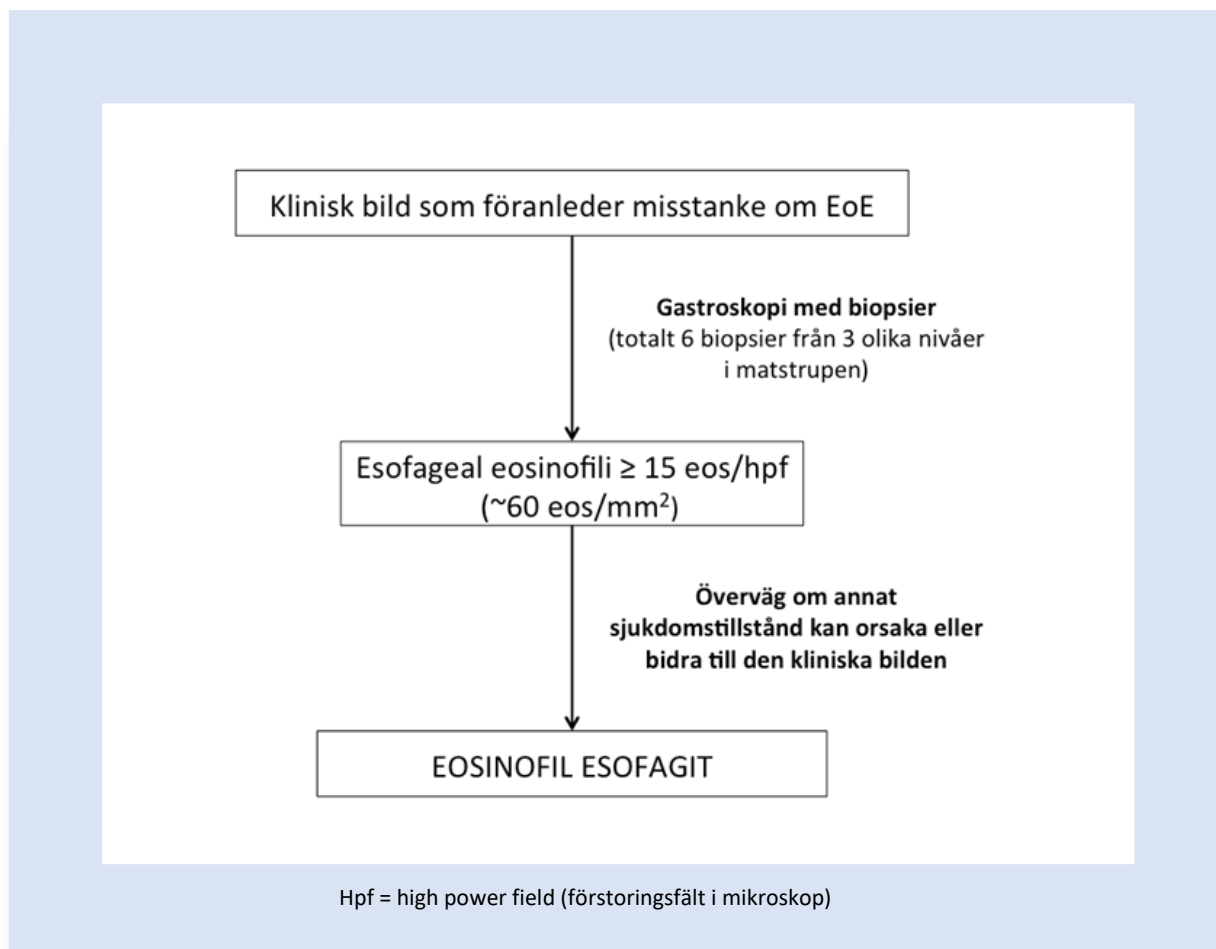 Klinisk bild som föranleder misstanke om EoE
Gastroskopi med biopsier
(totalt 6 biopsier från 3 olika nivåer
i matstrupen)
Esofageal eosinofili ≥ 15 eos/hpf
(~60 eos/mm²)
Överväg om annat
sjukdomstillstånd kan orsaka eller
bidra till den kliniska bilden
EOSINOFIL ESOFAGIT
Hpf = high power field (förstoringsfält i mikroskop)